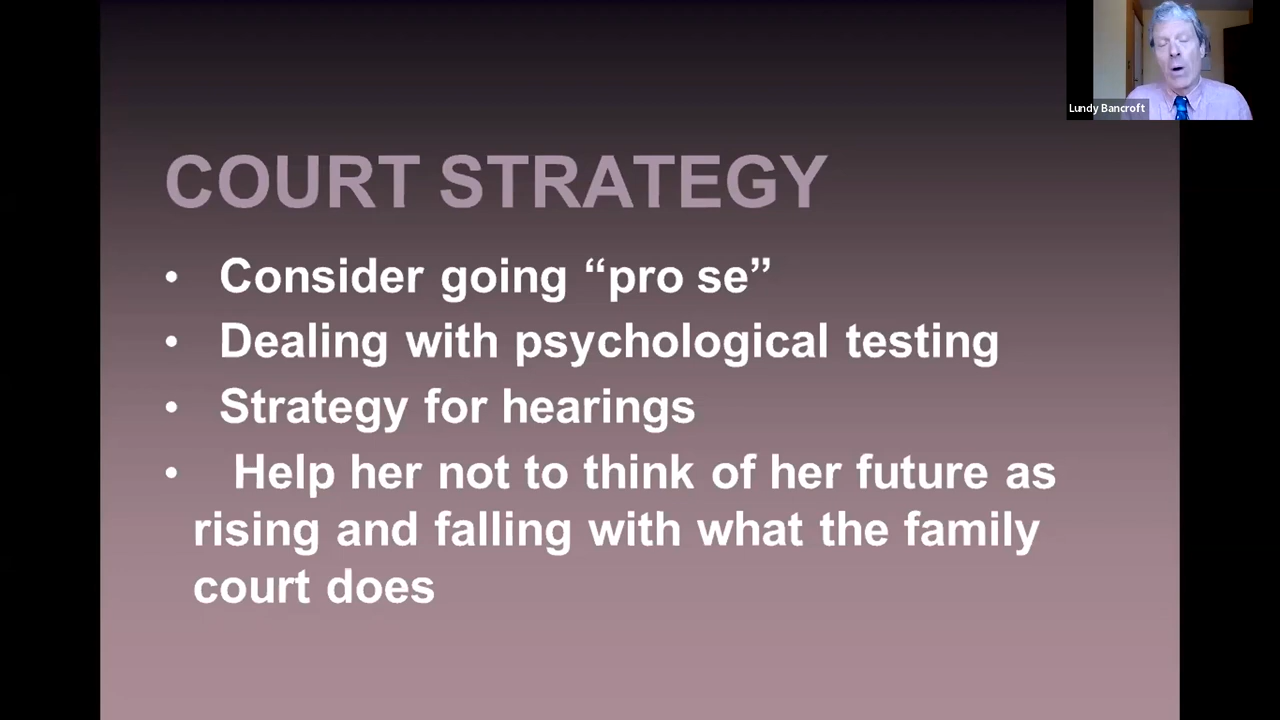 Lundy Bancroft
COURT STRATEGY
• Consider going “pro se”
• Dealing with psychological testing
• Strategy for hearings
• Help her not to think of her future as
rising and falling with what the family
court does